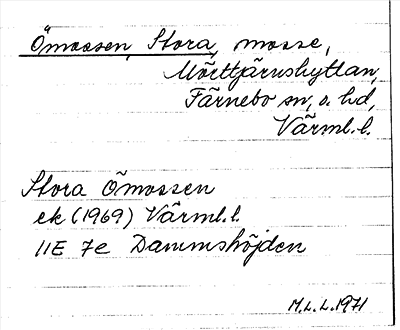 Ömossen, Stora, mosse,
Mörttjärnshyttan,
Färnebo sn, o. hd,
Värml. l.
Stora Ömossen
ek (1969) Värml. l.
11E 7e Dammshöjden
M.L.L. 1971